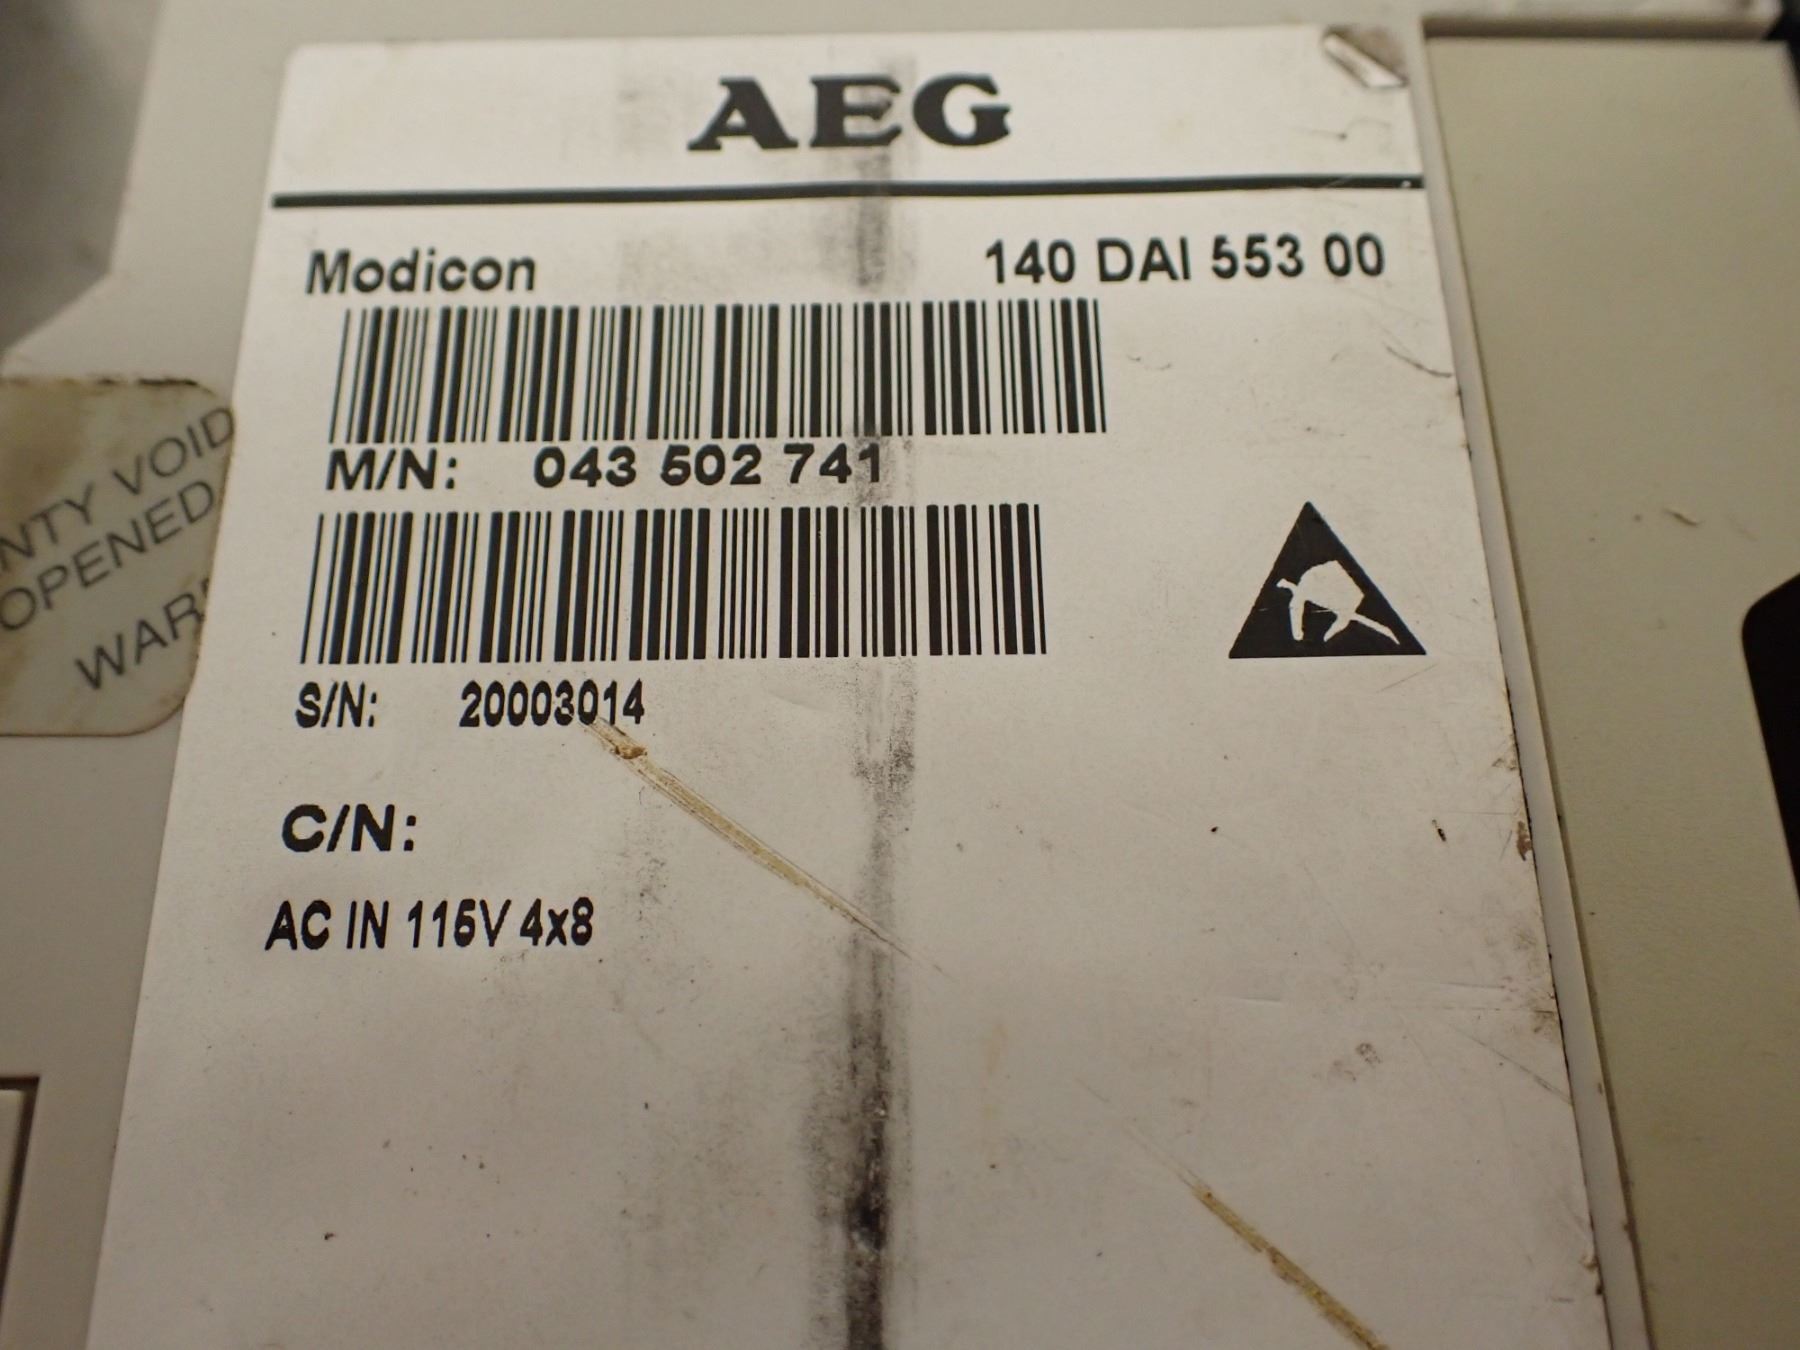 AEG
Modicon 140 DAI 553 00
M/N: 043 502 741
S/N: 20003014
C/N:
AC IN 115V 4x8
NTY VOID
OPENED
WAR